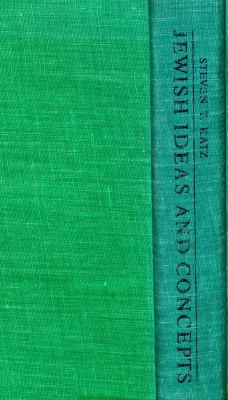 STEVEN T. KATZ
JEWISH IDEAS AND CONCEPTS